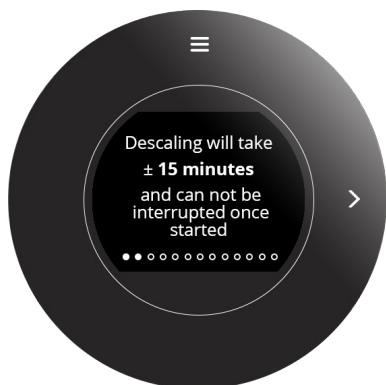 Descaling will take
± 15 minutes
and can not be
interrupted once
started